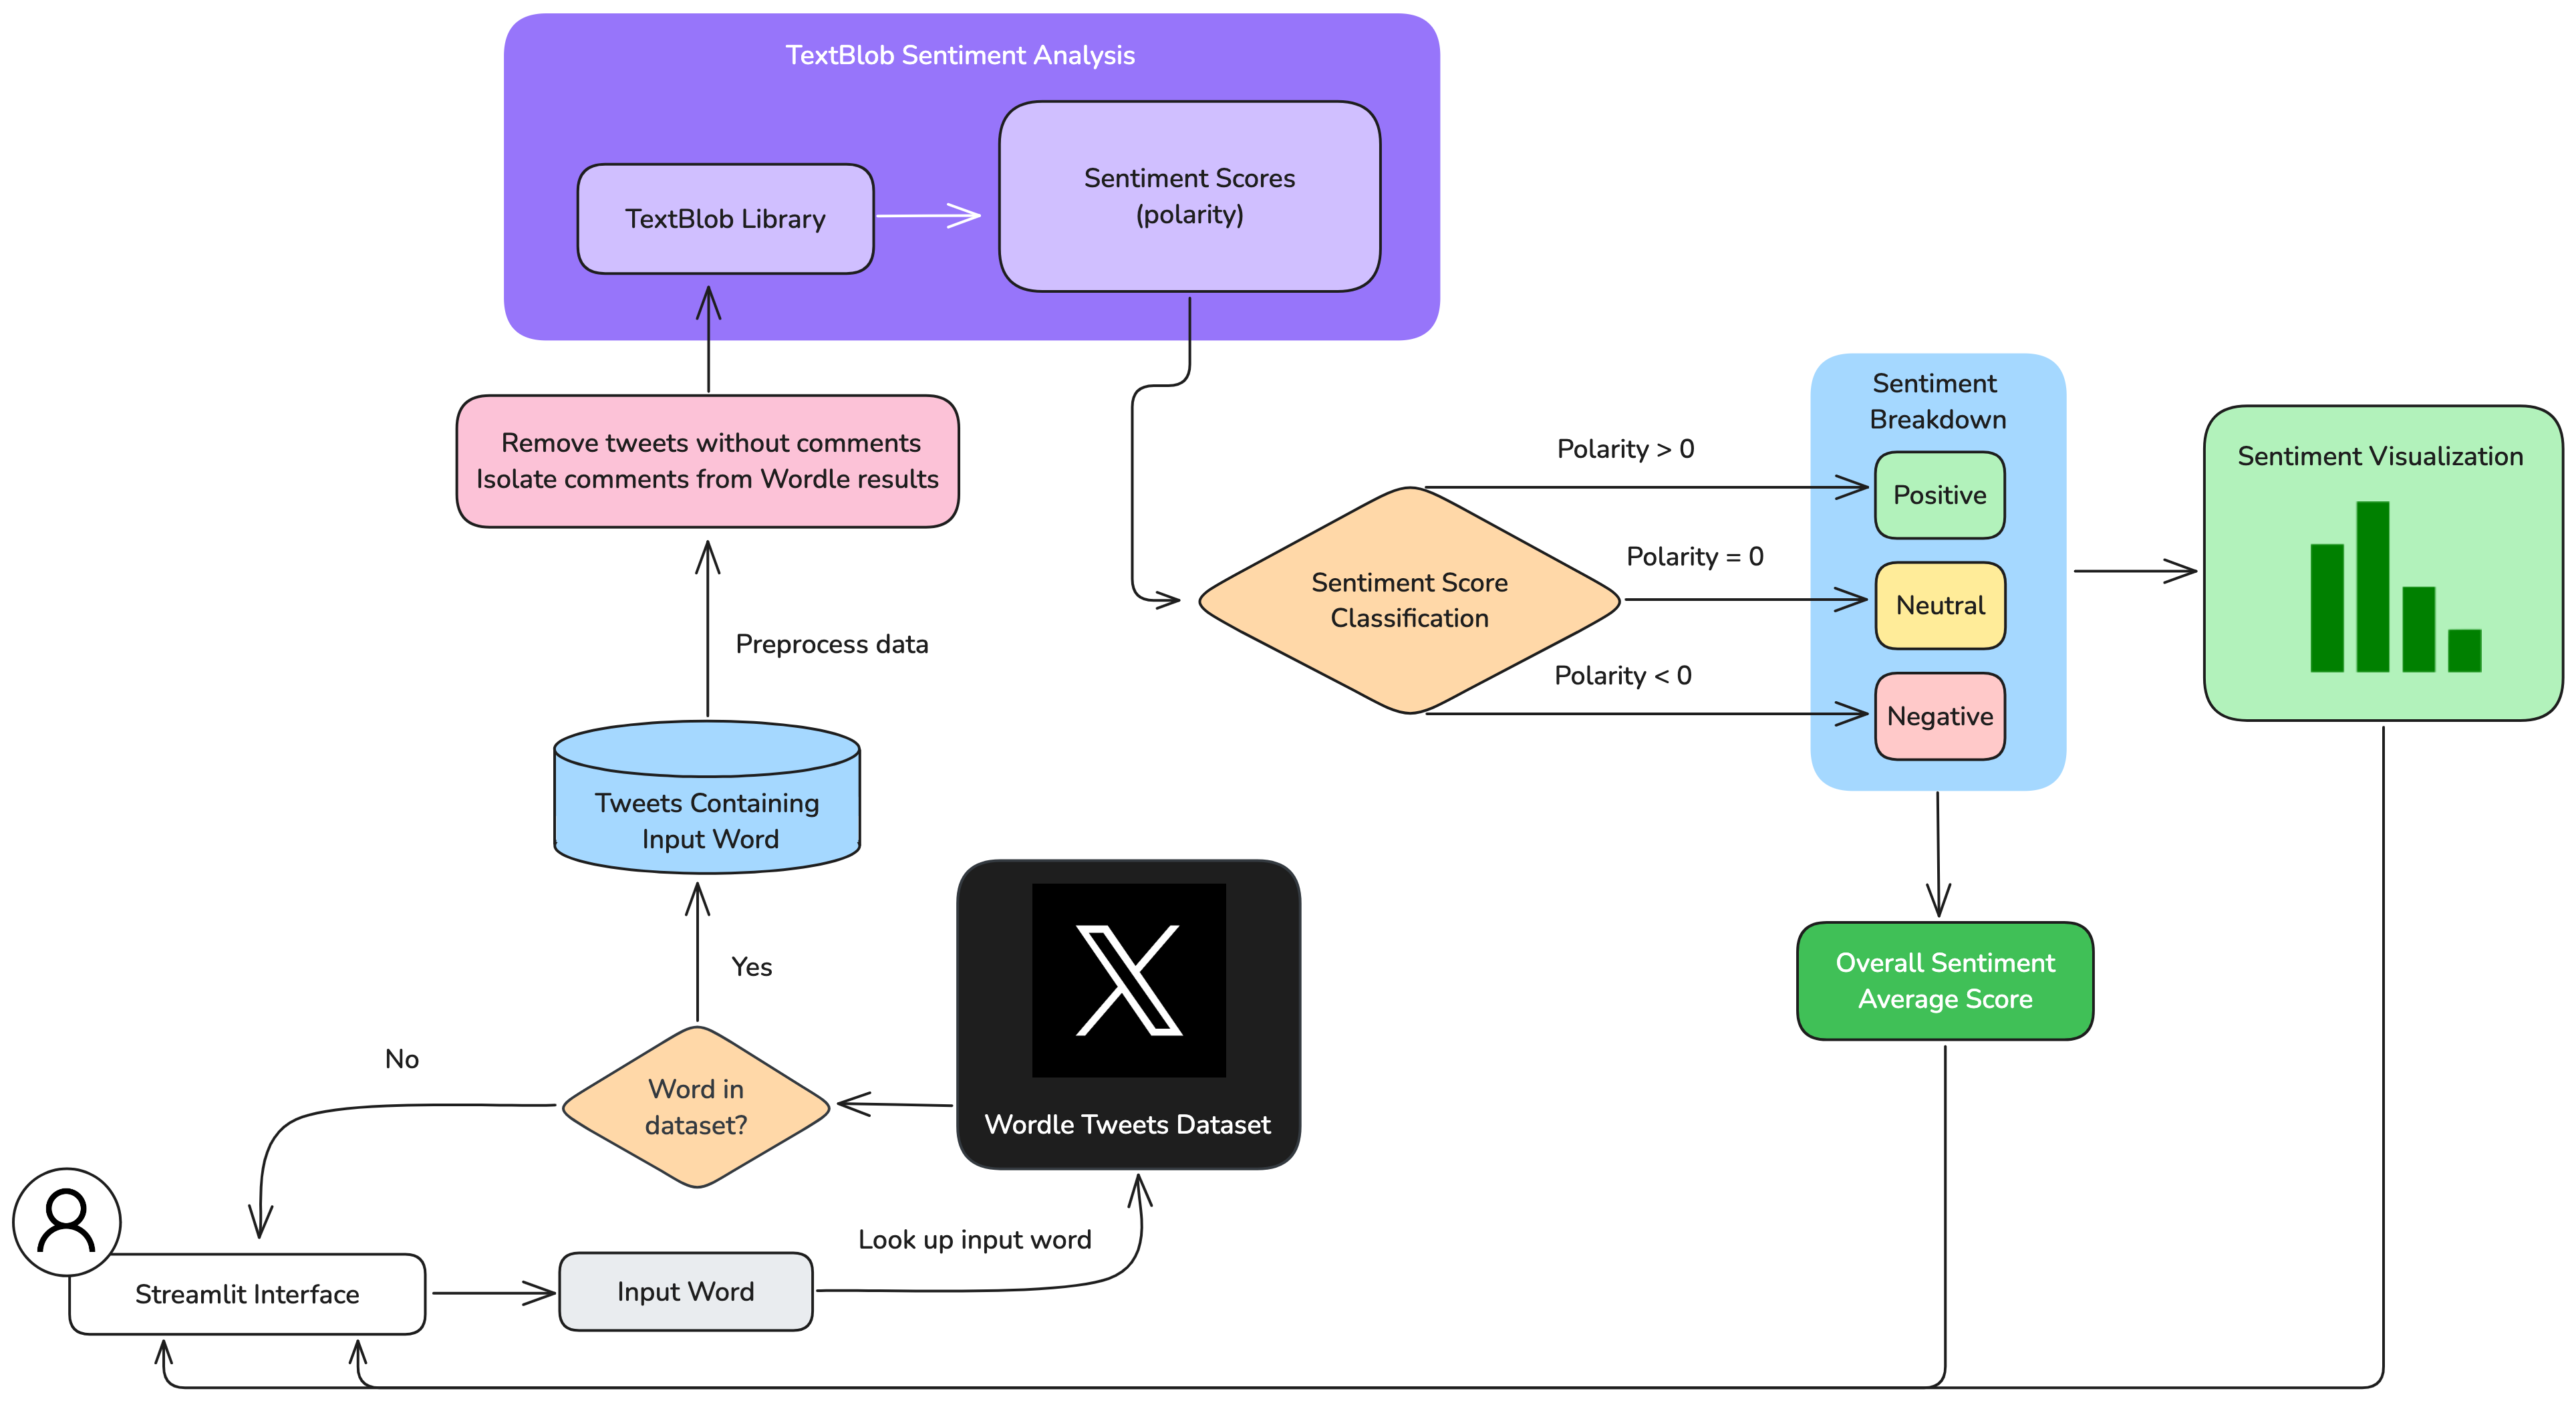 TextBlob Sentiment Analysis
TextBlob Library
Sentiment Scores
(polarity)
Remove tweets without comments
Isolate comments from Wordle results
Preprocess data
Tweets Containing
Input Word
Yes
No
Word in
dataset?
Wordle Tweets Dataset
Look up input word
Streamlit Interface
Input Word
Sentiment Score
Classification
Polarity > 0
Polarity = 0
Polarity < 0
Sentiment
Breakdown
Positive
Neutral
Negative
Sentiment Visualization
Overall Sentiment
Average Score